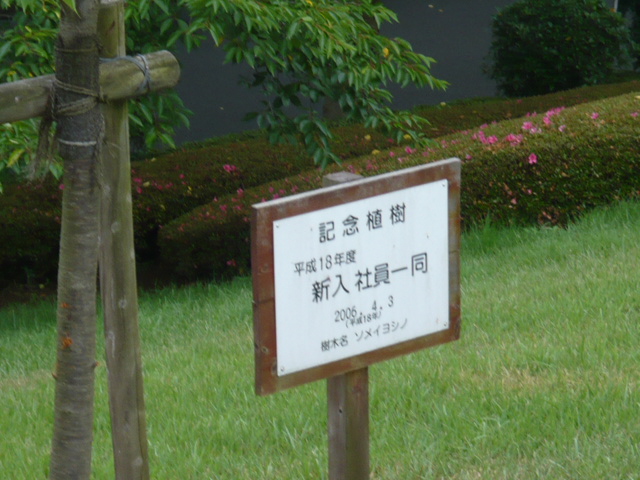 記念植樹
平成18年度
新入社員一同
2006. 4. 3
(平成18年)
樹木名 ソメイヨシノ